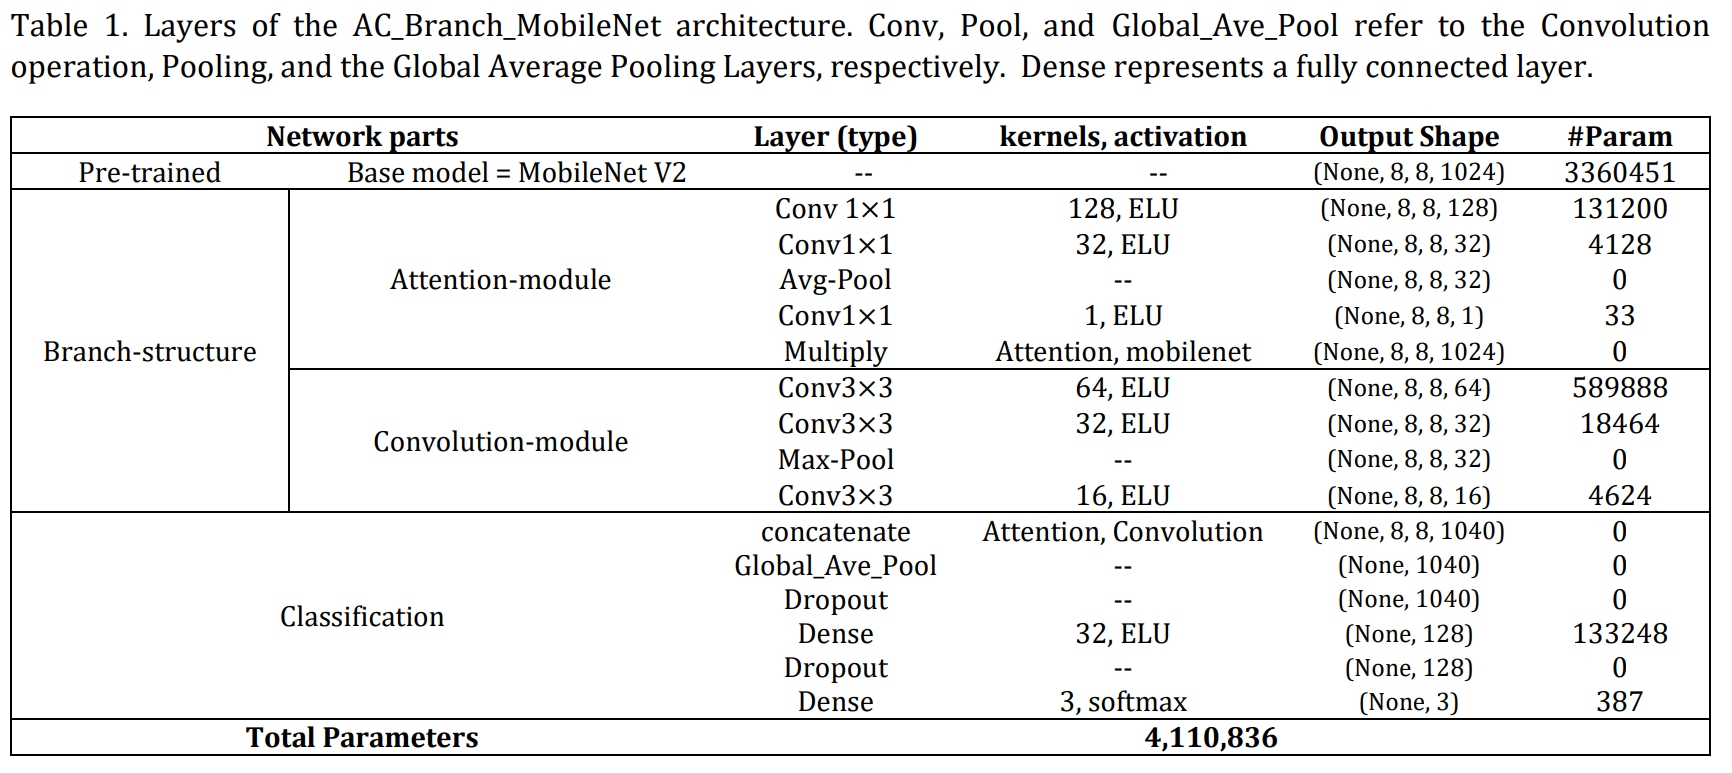 Table 1. Layers of the AC_Branch_MobileNet architecture. Conv, Pool, and Global_Ave_Pool refer to the Convolution
operation, Pooling, and the Global Average Pooling Layers, respectively. Dense represents a fully connected layer.
Network parts Layer (type) kernels, activation Output Shape #Param
Pre-trained Base model = MobileNet V2 -- -- (None, 8, 8, 1024) 3360451
Conv 1×1 128, ELU (None, 8, 8, 128) 131200
Conv1×1 32, ELU (None, 8, 8, 32) 4128
Attention-module Avg-Pool -- (None, 8, 8, 32) 0
Conv1×1 1, ELU (None, 8, 8, 1) 33
Branch-structure Multiply Attention, mobilenet (None, 8, 8, 1024) 0
Conv3×3 64, ELU (None, 8, 8, 64) 589888
Conv3×3 32, ELU (None, 8, 8, 32) 18464
Convolution-module
Max-Pool -- (None, 8, 8, 32) 0
Conv3×3 16, ELU (None, 8, 8, 16) 4624
concatenate Attention, Convolution (None, 8, 8, 1040) 0
Global_Ave_Pool -- (None, 1040) 0
Dropout -- (None, 1040) 0
Classification
Dense 32, ELU (None, 128) 133248
Dropout -- (None, 128) 0
Dense 3, softmax (None, 3) 387
Total Parameters 4,110,836